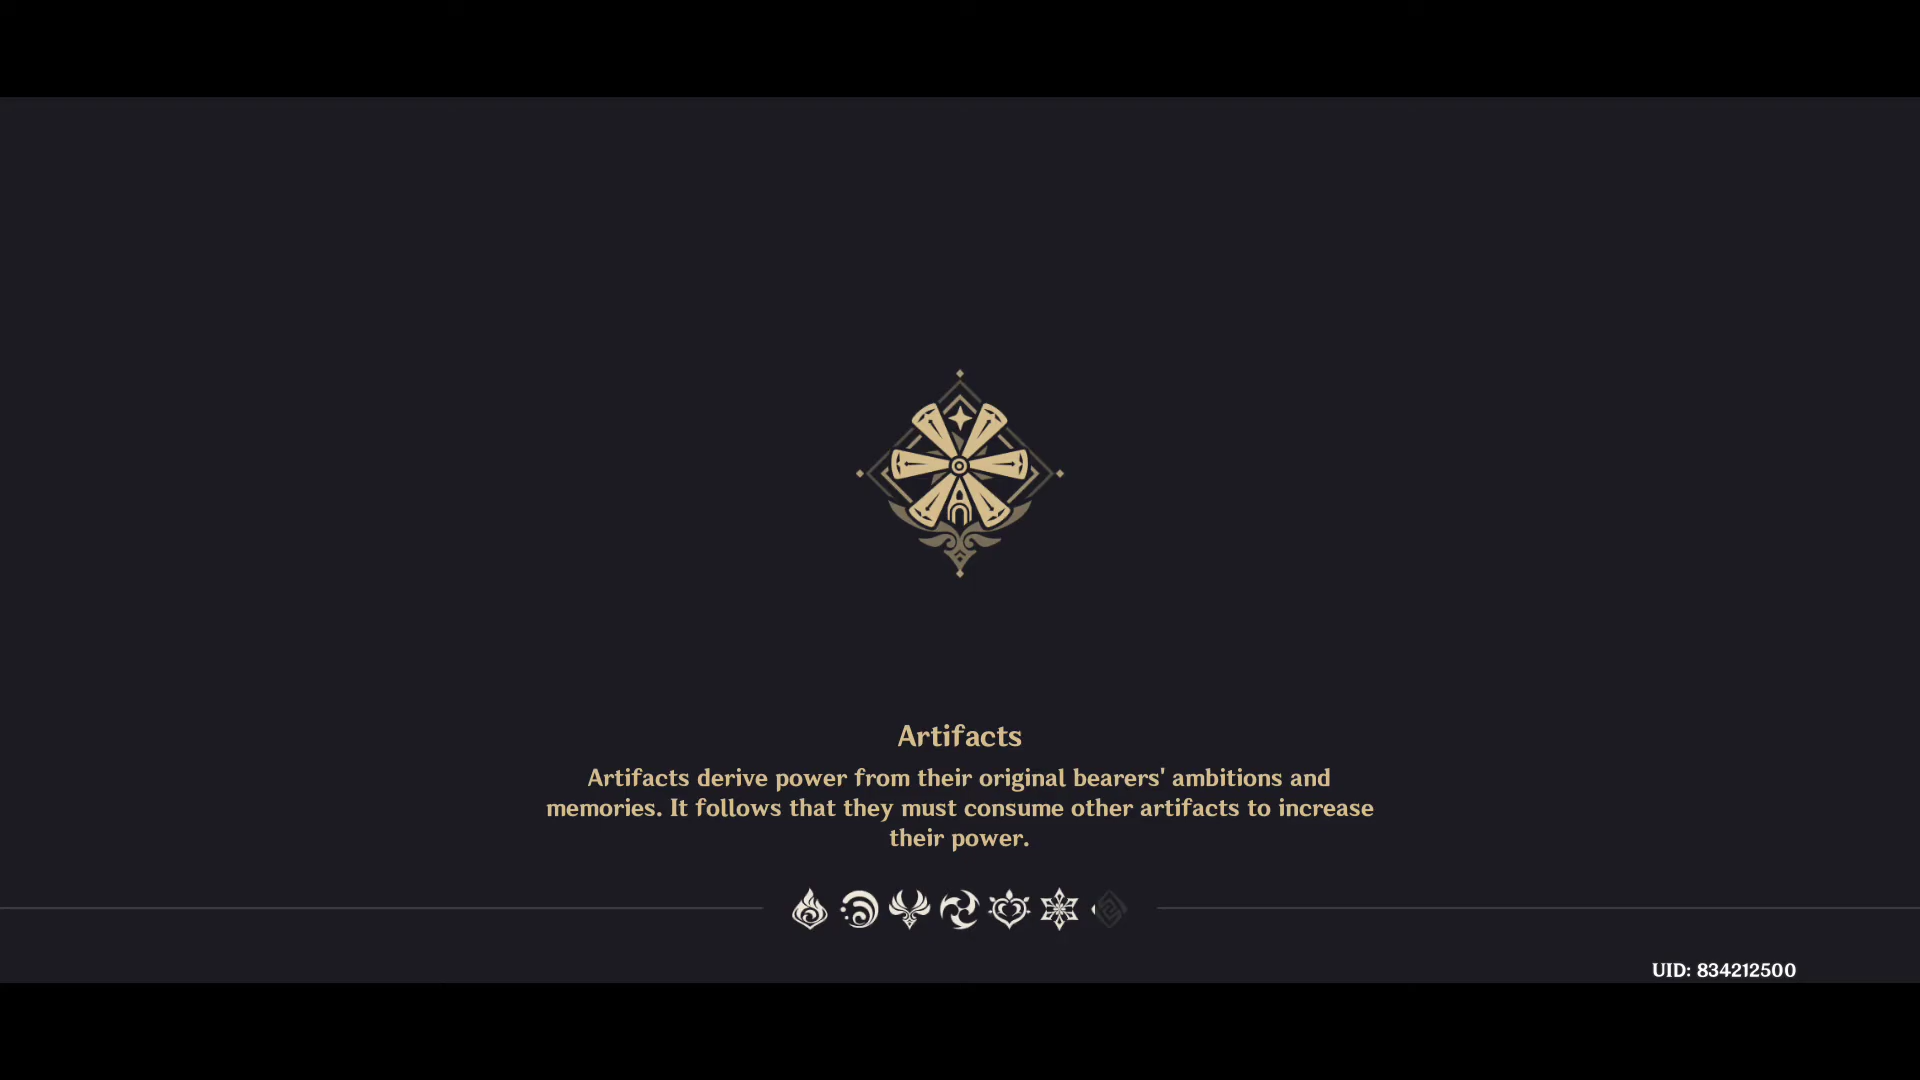 Artifacts
Artifacts derive power from their original bearers' ambitions and
memories. It follows that they must consume other artifacts to increase
their power.
UID: 834212500